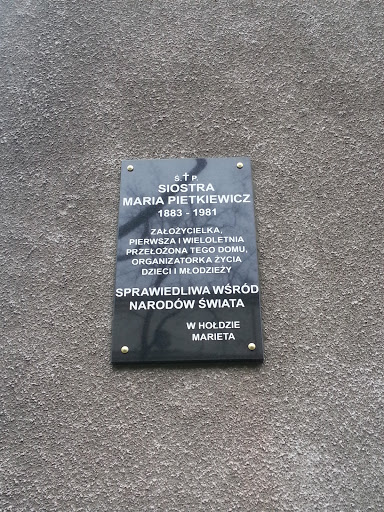 Ś.✝P.
SIOSTRA
MARIA PIETKIEWICZ
1883 - 1981
ZAŁOŻYCIELKA,
PIERWSZA I WIELOLETNIA
PRZEŁOŻONA TEGO DOMU,
ORGANIZATORKA ŻYCIA
DZIECI I MŁODZIEŻY
SPRAWIEDLIWA WŚRÓD
NARODÓW ŚWIATA
W HOŁDZIE
MARIETA